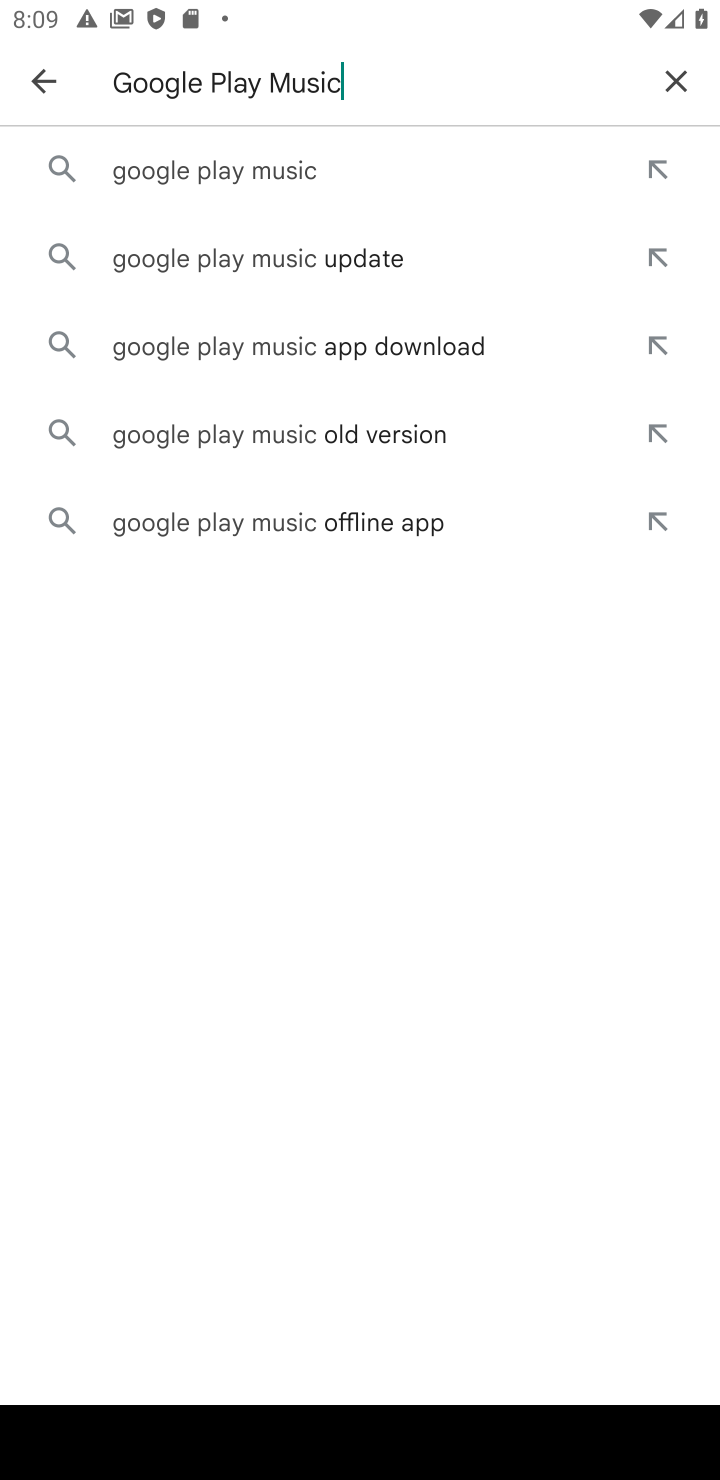 8:09
Google Play Music
google play music
google play music update
google play music app download
google play music old version
google play music offline app